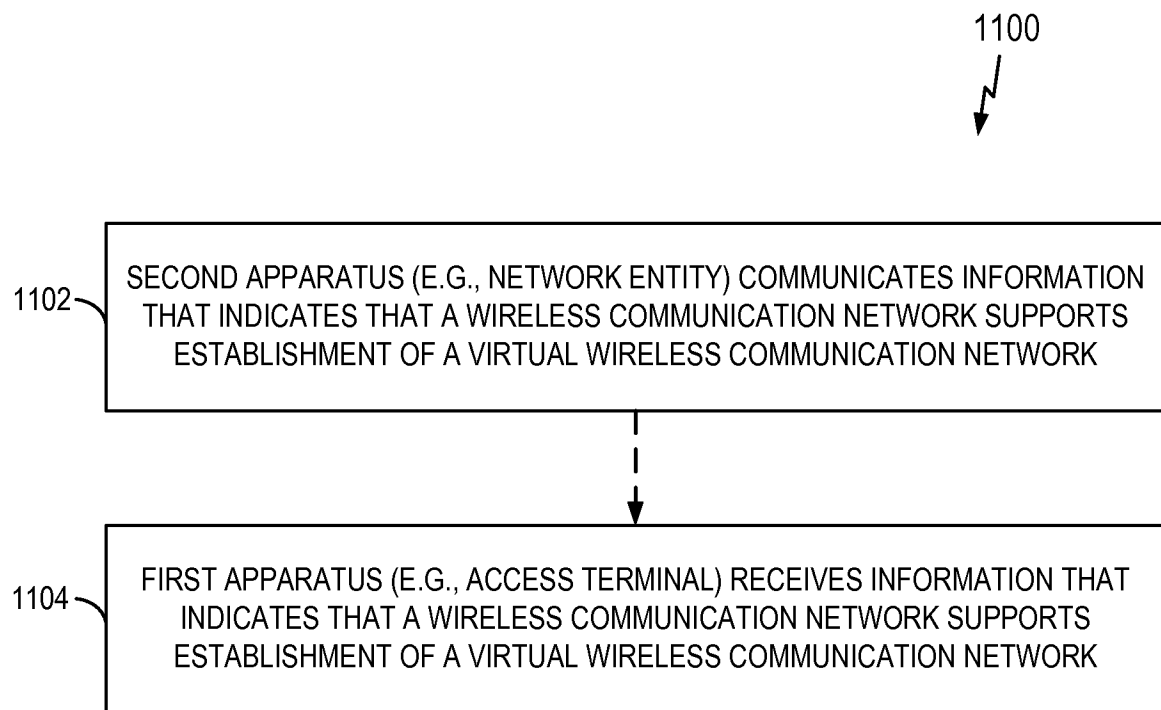 1100
1102
SECOND APPARATUS (E.G., NETWORK ENTITY) COMMUNICATES INFORMATION
THAT INDICATES THAT A WIRELESS COMMUNICATION NETWORK SUPPORTS
ESTABLISHMENT OF A VIRTUAL WIRELESS COMMUNICATION NETWORK
1104
FIRST APPARATUS (E.G., ACCESS TERMINAL) RECEIVES INFORMATION THAT
INDICATES THAT A WIRELESS COMMUNICATION NETWORK SUPPORTS
ESTABLISHMENT OF A VIRTUAL WIRELESS COMMUNICATION NETWORK